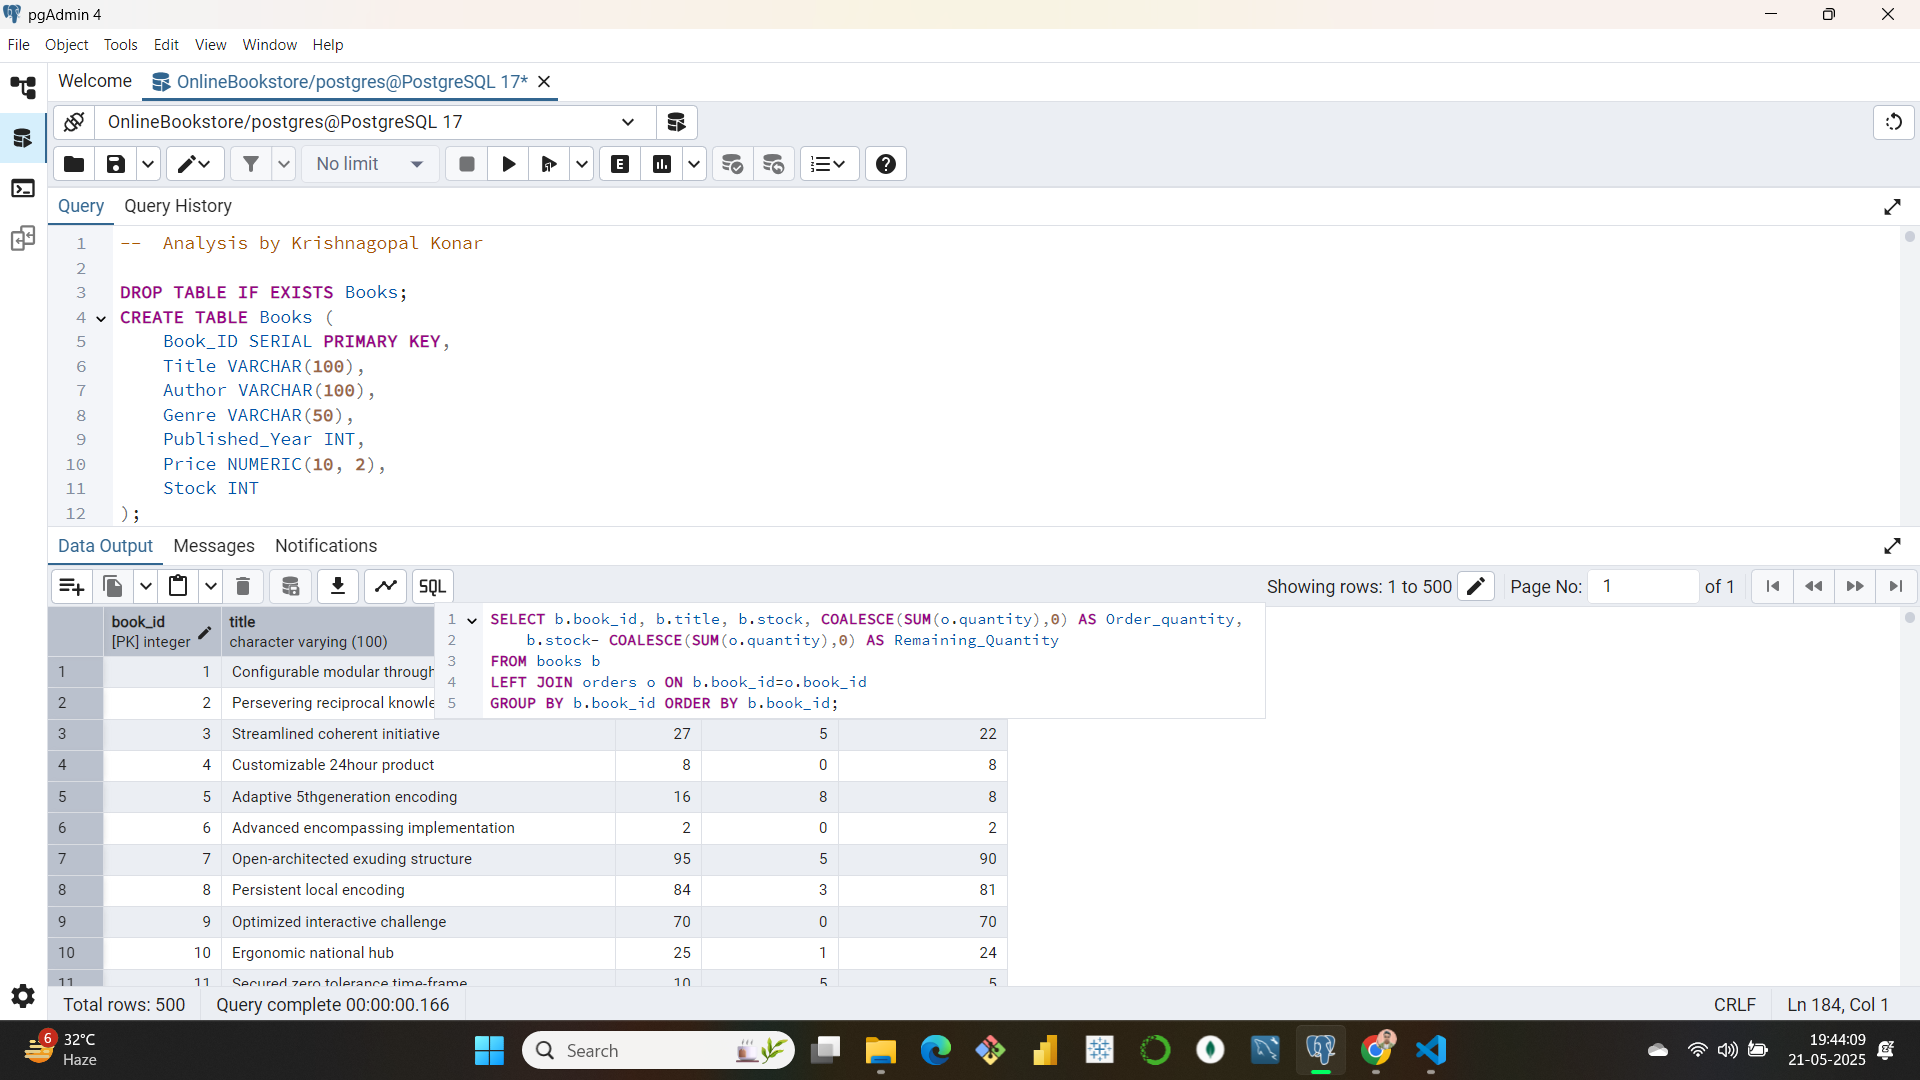 pgAdmin 4
File Object Tools Edit View Window Help
Welcome OnlineBookstore/postgres@PostgreSQL 17*
OnlineBookstore/postgres@PostgreSQL 17
No limit
Query Query History
1 -- Analysis by Krishnagopal Konar
2
3 DROP TABLE IF EXISTS Books;
4 CREATE TABLE Books (
5 Book_ID SERIAL PRIMARY KEY,
6 Title VARCHAR(100),
7 Author VARCHAR(100),
8 Genre VARCHAR(50),
9 Published_Year INT,
10 Price NUMERIC(10, 2),
11 Stock INT
12 );
Data Output Messages Notifications
SQL Showing rows: 1 to 500 Page No: 1 of 1
book_id title
[PK] integer character varying (100)
1 SELECT b.book_id, b.title, b.stock, COALESCE(SUM(o.quantity),0) AS Order_quantity,
2 b.stock- COALESCE(SUM(o.quantity),0) AS Remaining_Quantity
3 FROM books b
4 LEFT JOIN orders o ON b.book_id=o.book_id
5 GROUP BY b.book_id ORDER BY b.book_id;
1 1 Configurable modular through
2 2 Persevering reciprocal knowle
3 3 Streamlined coherent initiative 27 5 22
4 4 Customizable 24hour product 8 0 8
5 5 Adaptive 5thgeneration encoding 16 8 8
6 6 Advanced encompassing implementation 2 0 2
7 7 Open-architected exuding structure 95 5 90
8 8 Persistent local encoding 84 3 81
9 9 Optimized interactive challenge 70 0 70
10 10 Ergonomic national hub 25 1 24
11 11 Secured zero tolerance time-frame 10 5 5
Total rows: 500 Query complete 00:00:00.166 CRLF Ln 184, Col 1
6 32°C
Haze
Search
19:44:09
21-05-2025